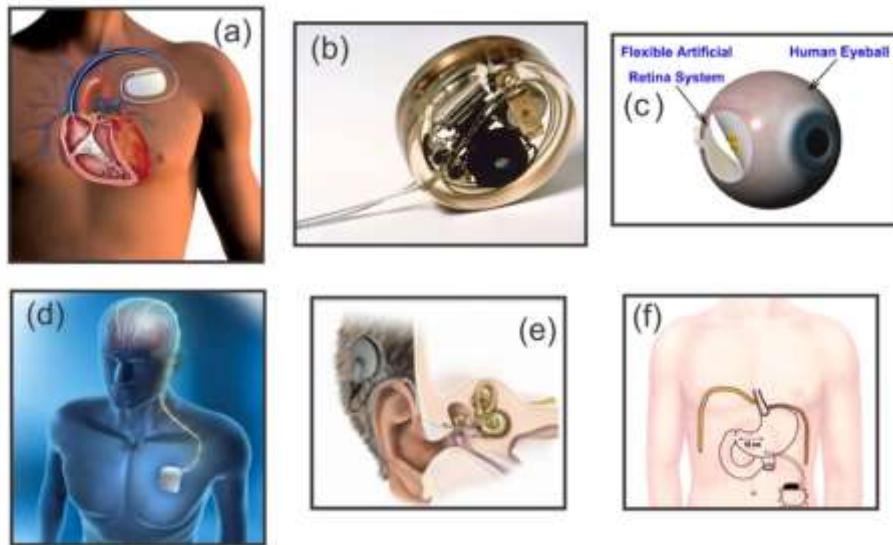 (a)
(b)
Flexible Artificial
Retina System
Human Eyeball
(c)
(d)
(e)
(f)